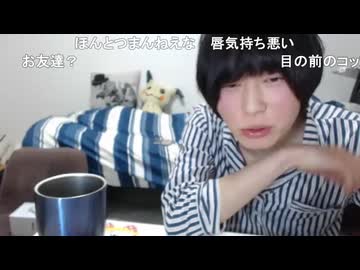 ほんとつまんねえな
唇気持ち悪い
お友達？
目の前のコッ